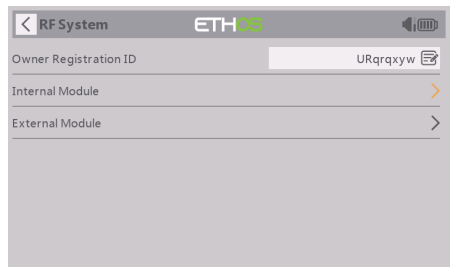 RF System
ETHOS
Owner Registration ID URqrqxyw
Internal Module
External Module